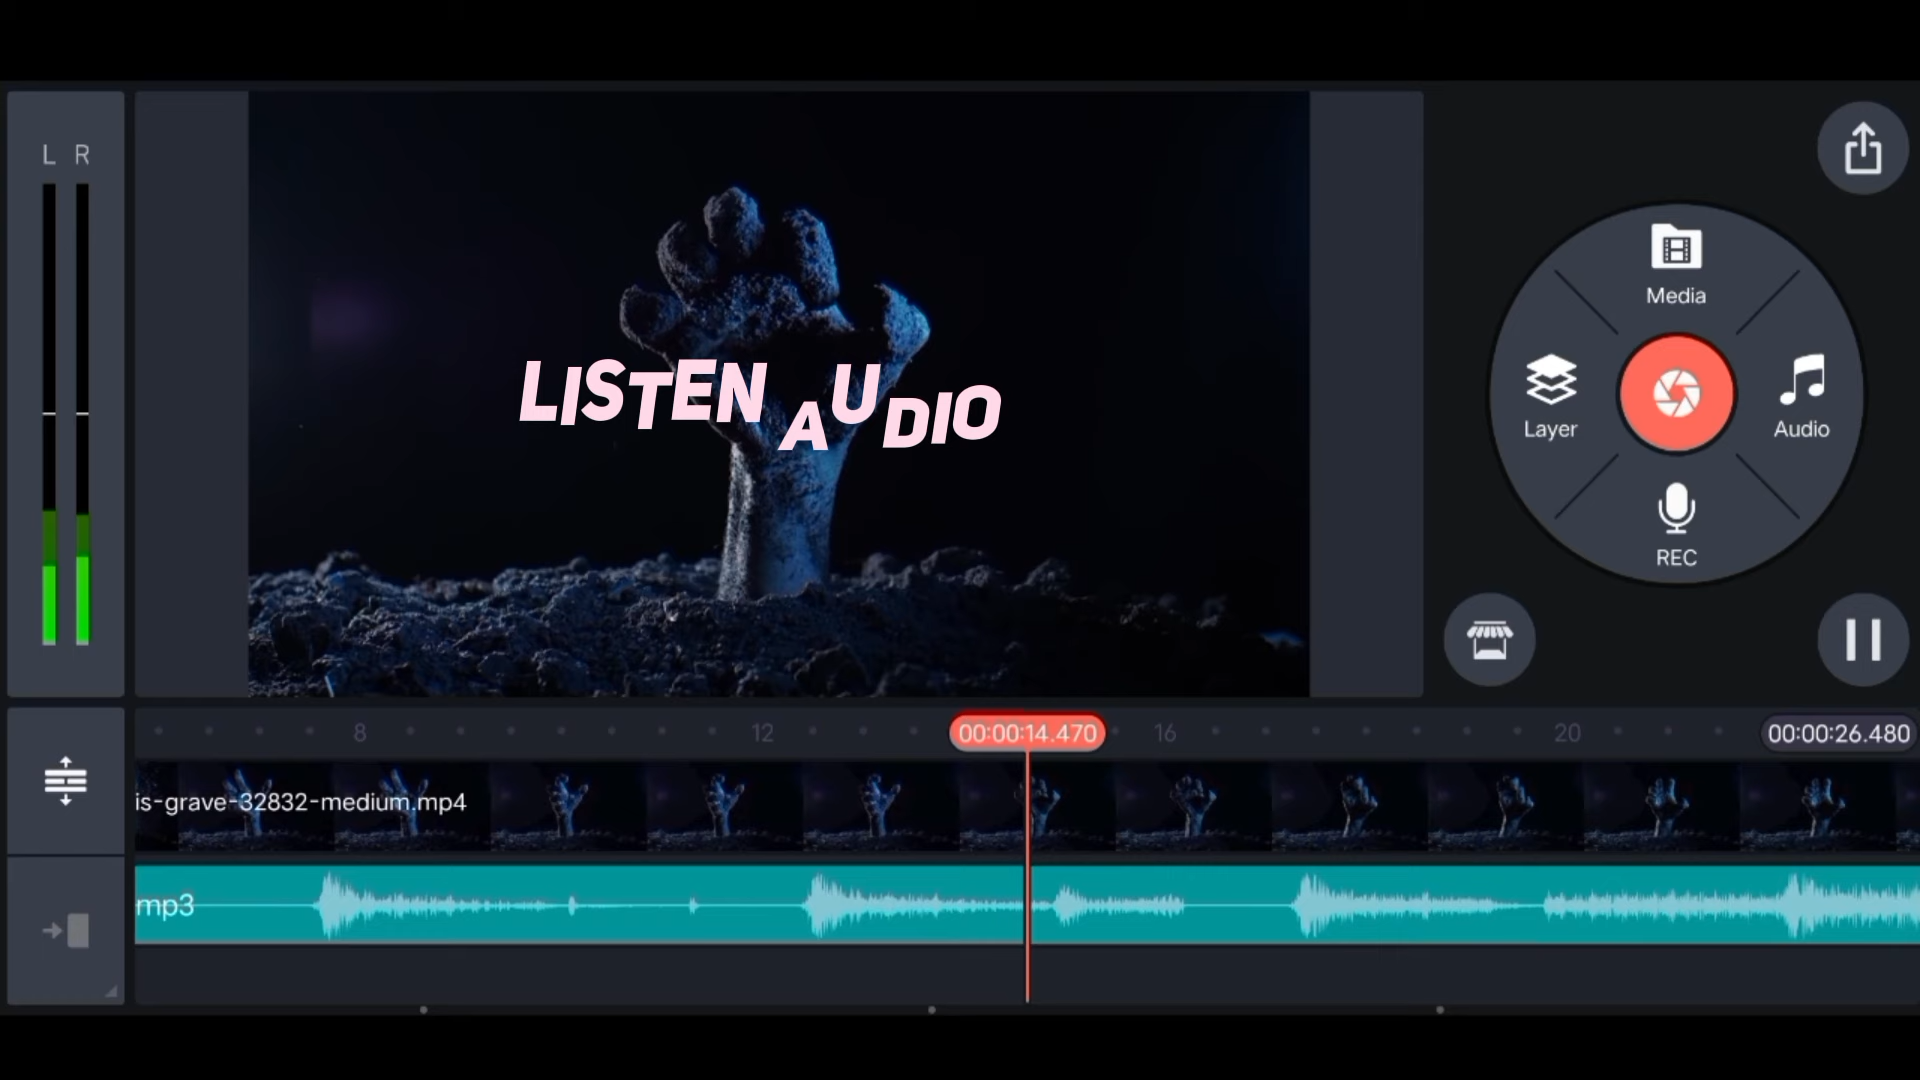 L R
LISTEN AUDIO
Media
Layer
Audio
REC
8
12
00:00:14.470
16
20
00:00:26.480
is-grave-32832-medium.mp4
mp3